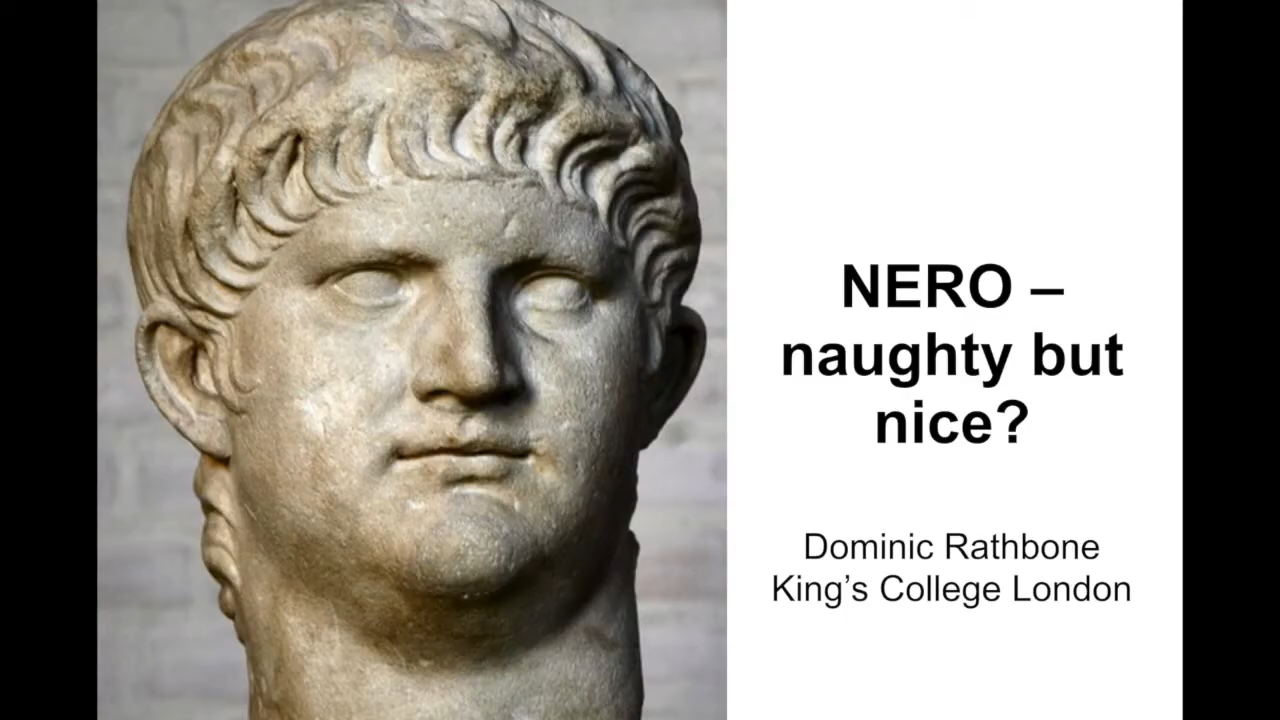 NERO –
naughty but
nice?
Dominic Rathbone
King's College London